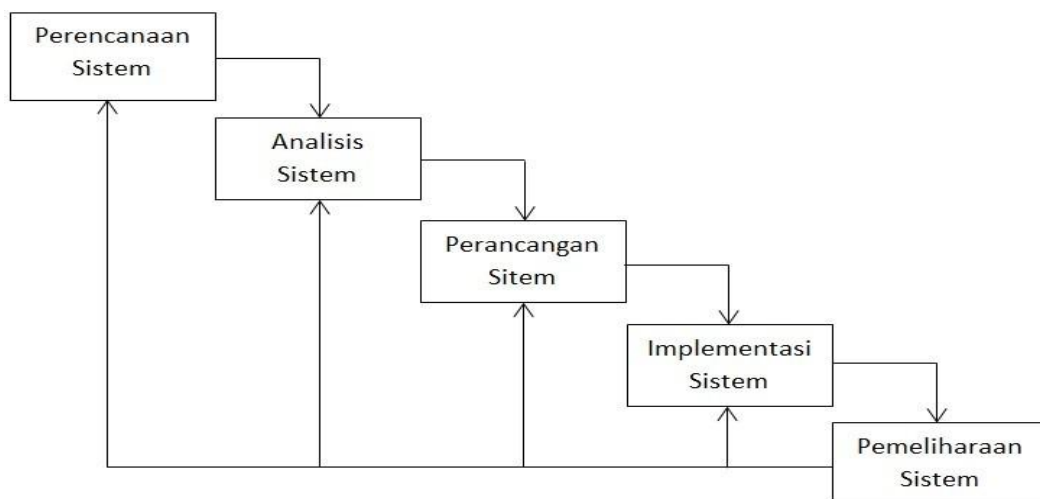 Perencanaan
Sistem
Analisis
Sistem
Perancangan
Sitem
Implementasi
Sistem
Pemeliharaan
Sistem